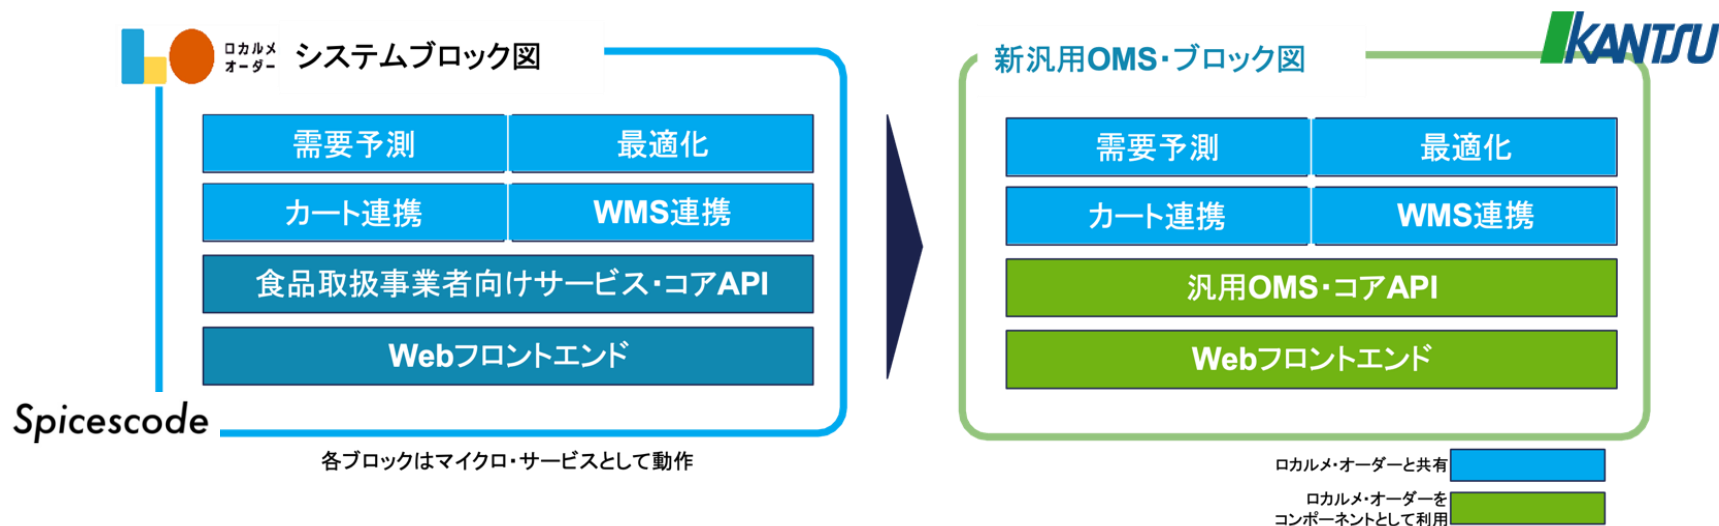 ロカルメ
オーダー
システムブロック図
需要予測
最適化
カート連携
WMS連携
食品取扱事業者向けサービス・コアAPI
Webフロントエンド
Spicescode
各ブロックはマイクロ・サービスとして動作
新汎用OMS・ブロック図
KANTSU
需要予測
最適化
カート連携
WMS連携
汎用OMS・コアAPI
Webフロントエンド
ロカルメ・オーダーと共有
ロカルメ・オーダーを
コンポーネントとして利用